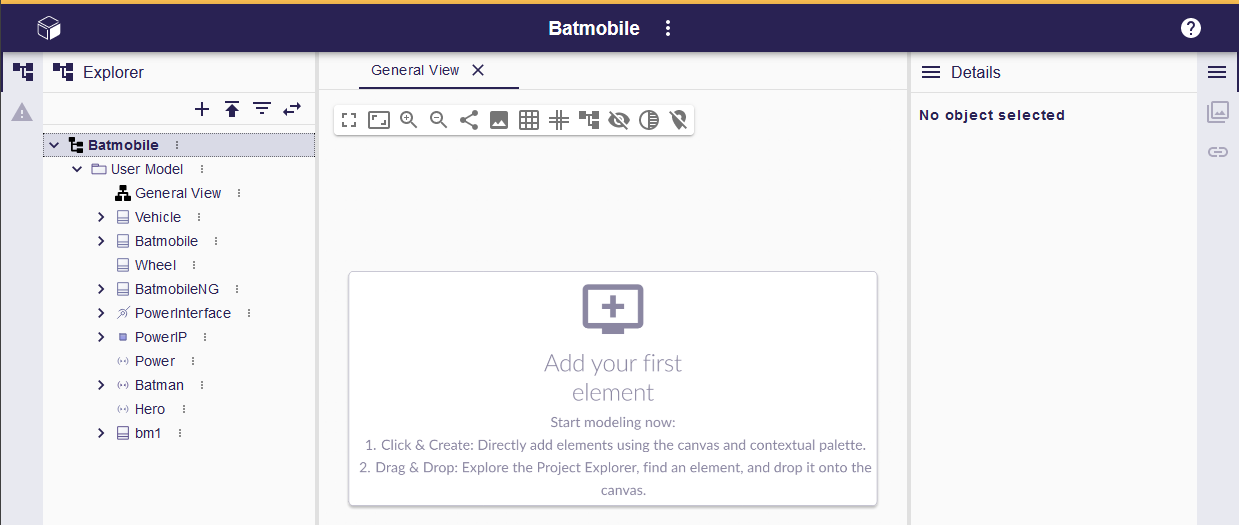 Batmobile
Explorer
General View
Details
No object selected
Batmobile
User Model
General View
Vehicle
Batmobile
Wheel
BatmobileNG
PowerInterface
PowerIP
Power
Batman
Hero
bm1
Add your first
element
Start modeling now:
1. Click & Create: Directly add elements using the canvas and contextual palette.
2. Drag & Drop: Explore the Project Explorer, find an element, and drop it onto the
canvas.